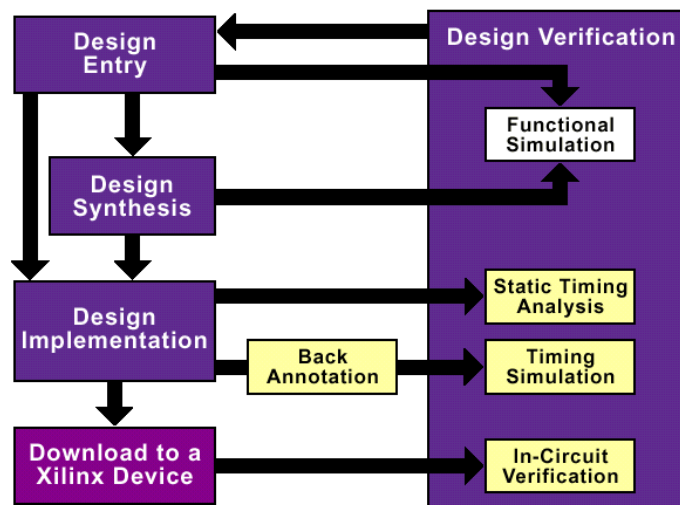 Design
Entry
Design Verification
Functional
Simulation
Design
Synthesis
Design
Implementation
Static Timing
Analysis
Back
Annotation
Timing
Simulation
Download to a
Xilinx Device
In-Circuit
Verification